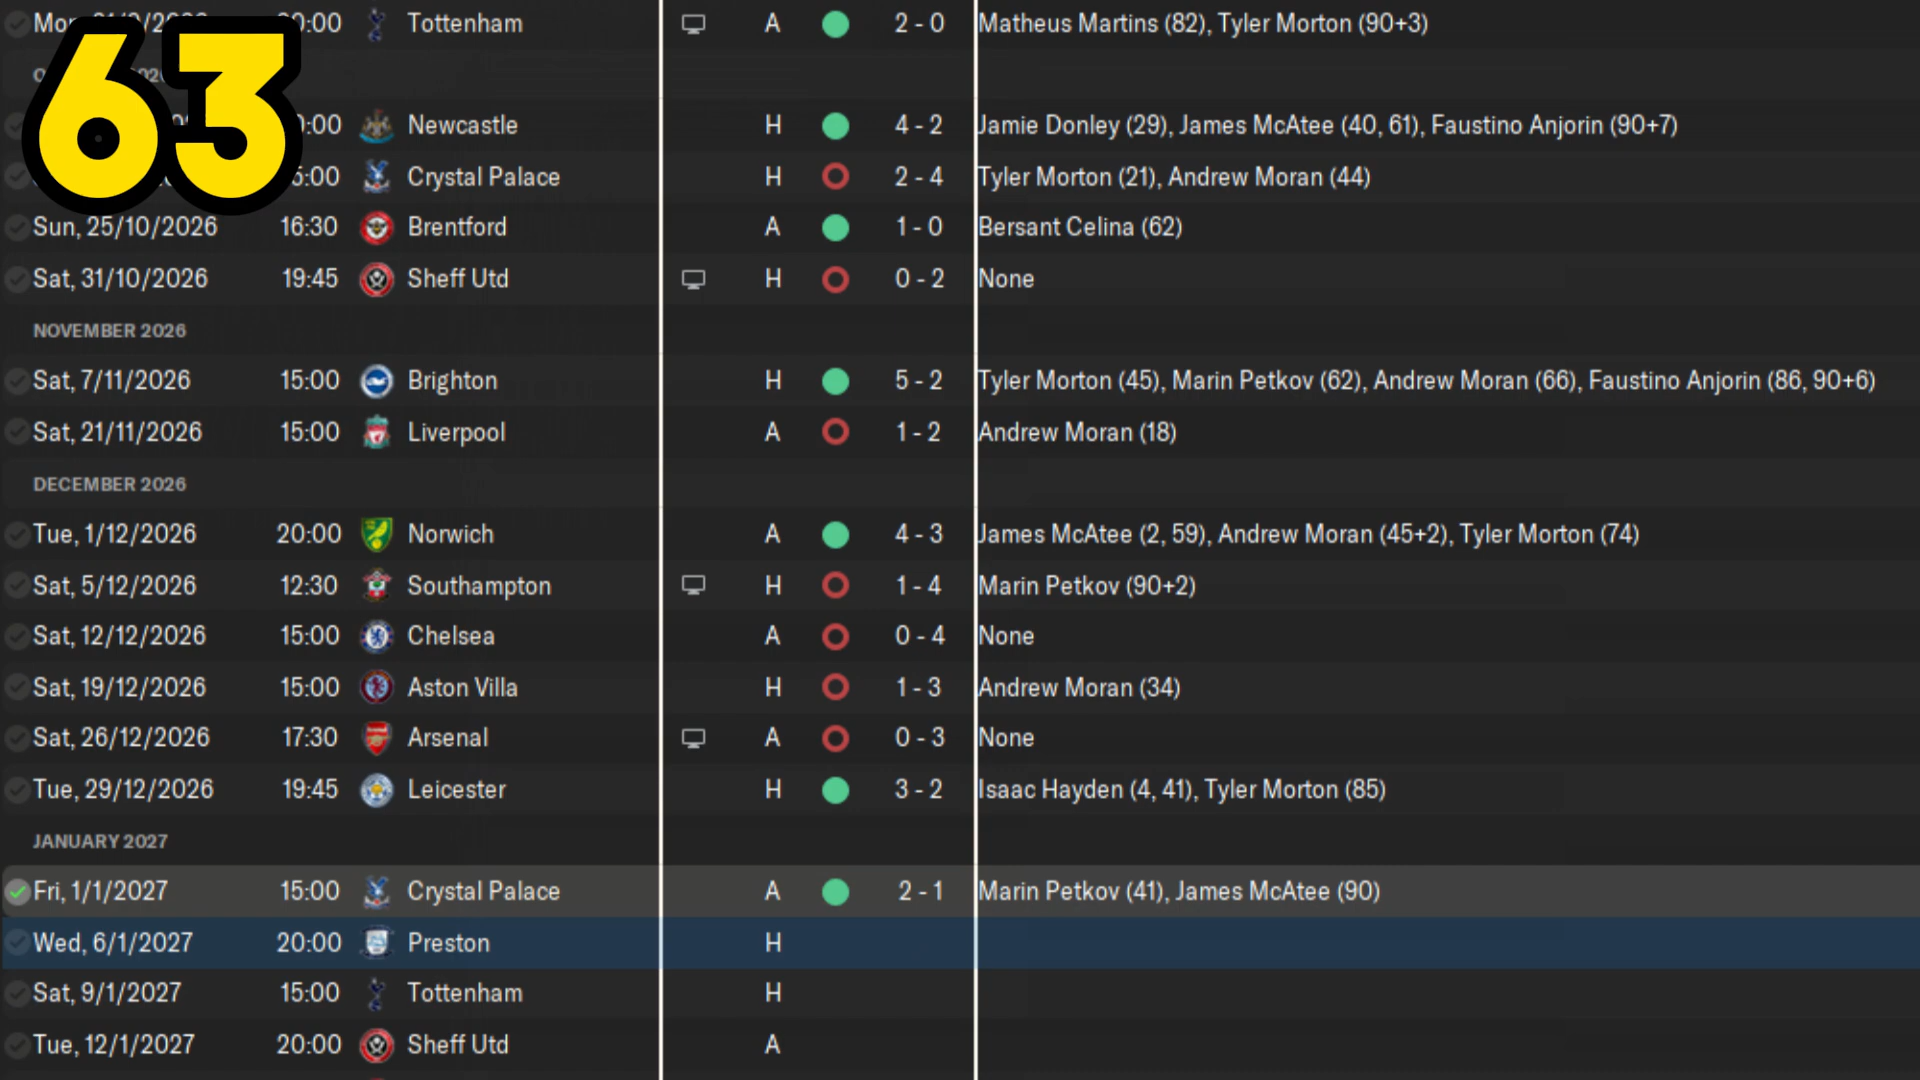 63
Tottenham A 2 - 0 Matheus Martins (82), Tyler Morton (90+3)
Newcastle H 4 - 2 Jamie Donley (29), James McAtee (40, 61), Faustino Anjorin (90+7)
Crystal Palace H 2 - 4 Tyler Morton (21), Andrew Moran (44)
Sun, 25/10/2026 16:30 Brentford A 1 - 0 Bersant Celina (62)
Sat, 31/10/2026 19:45 Sheff Utd H 0 - 2 None
NOVEMBER 2026
Sat, 7/11/2026 15:00 Brighton H 5 - 2 Tyler Morton (45), Marin Petkov (62), Andrew Moran (66), Faustino Anjorin (86, 90+6)
Sat, 21/11/2026 15:00 Liverpool A 1 - 2 Andrew Moran (18)
DECEMBER 2026
Tue, 1/12/2026 20:00 Norwich A 4 - 3 James McAtee (2, 59), Andrew Moran (45+2), Tyler Morton (74)
Sat, 5/12/2026 12:30 Southampton H 1 - 4 Marin Petkov (90+2)
Sat, 12/12/2026 15:00 Chelsea A 0 - 4 None
Sat, 19/12/2026 15:00 Aston Villa H 1 - 3 Andrew Moran (34)
Sat, 26/12/2026 17:30 Arsenal A 0 - 3 None
Tue, 29/12/2026 19:45 Leicester H 3 - 2 Isaac Hayden (4, 41), Tyler Morton (85)
JANUARY 2027
Fri, 1/1/2027 15:00 Crystal Palace A 2 - 1 Marin Petkov (41), James McAtee (90)
Wed, 6/1/2027 20:00 Preston H
Sat, 9/1/2027 15:00 Tottenham H
Tue, 12/1/2027 20:00 Sheff Utd A